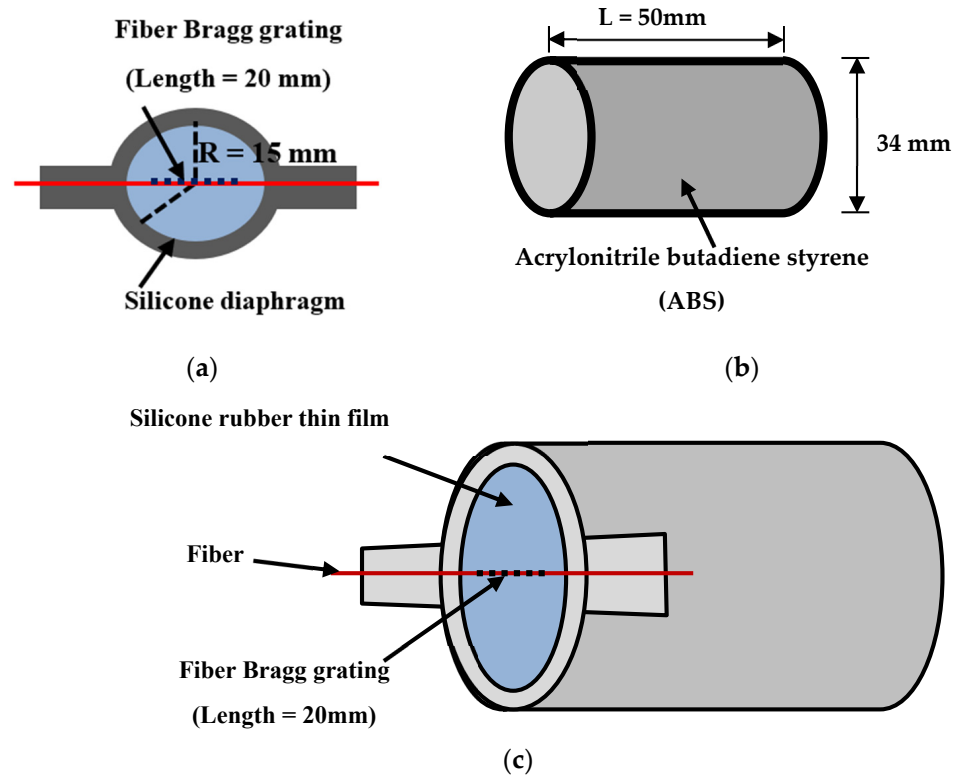 Fiber Bragg grating
(Length = 20 mm)
R = 15 mm
Silicone diaphragm
(a)
L = 50mm
34 mm
Acrylonitrile butadiene styrene
(ABS)
(b)
Silicone rubber thin film
Fiber
Fiber Bragg grating
(Length = 20mm)
(c)